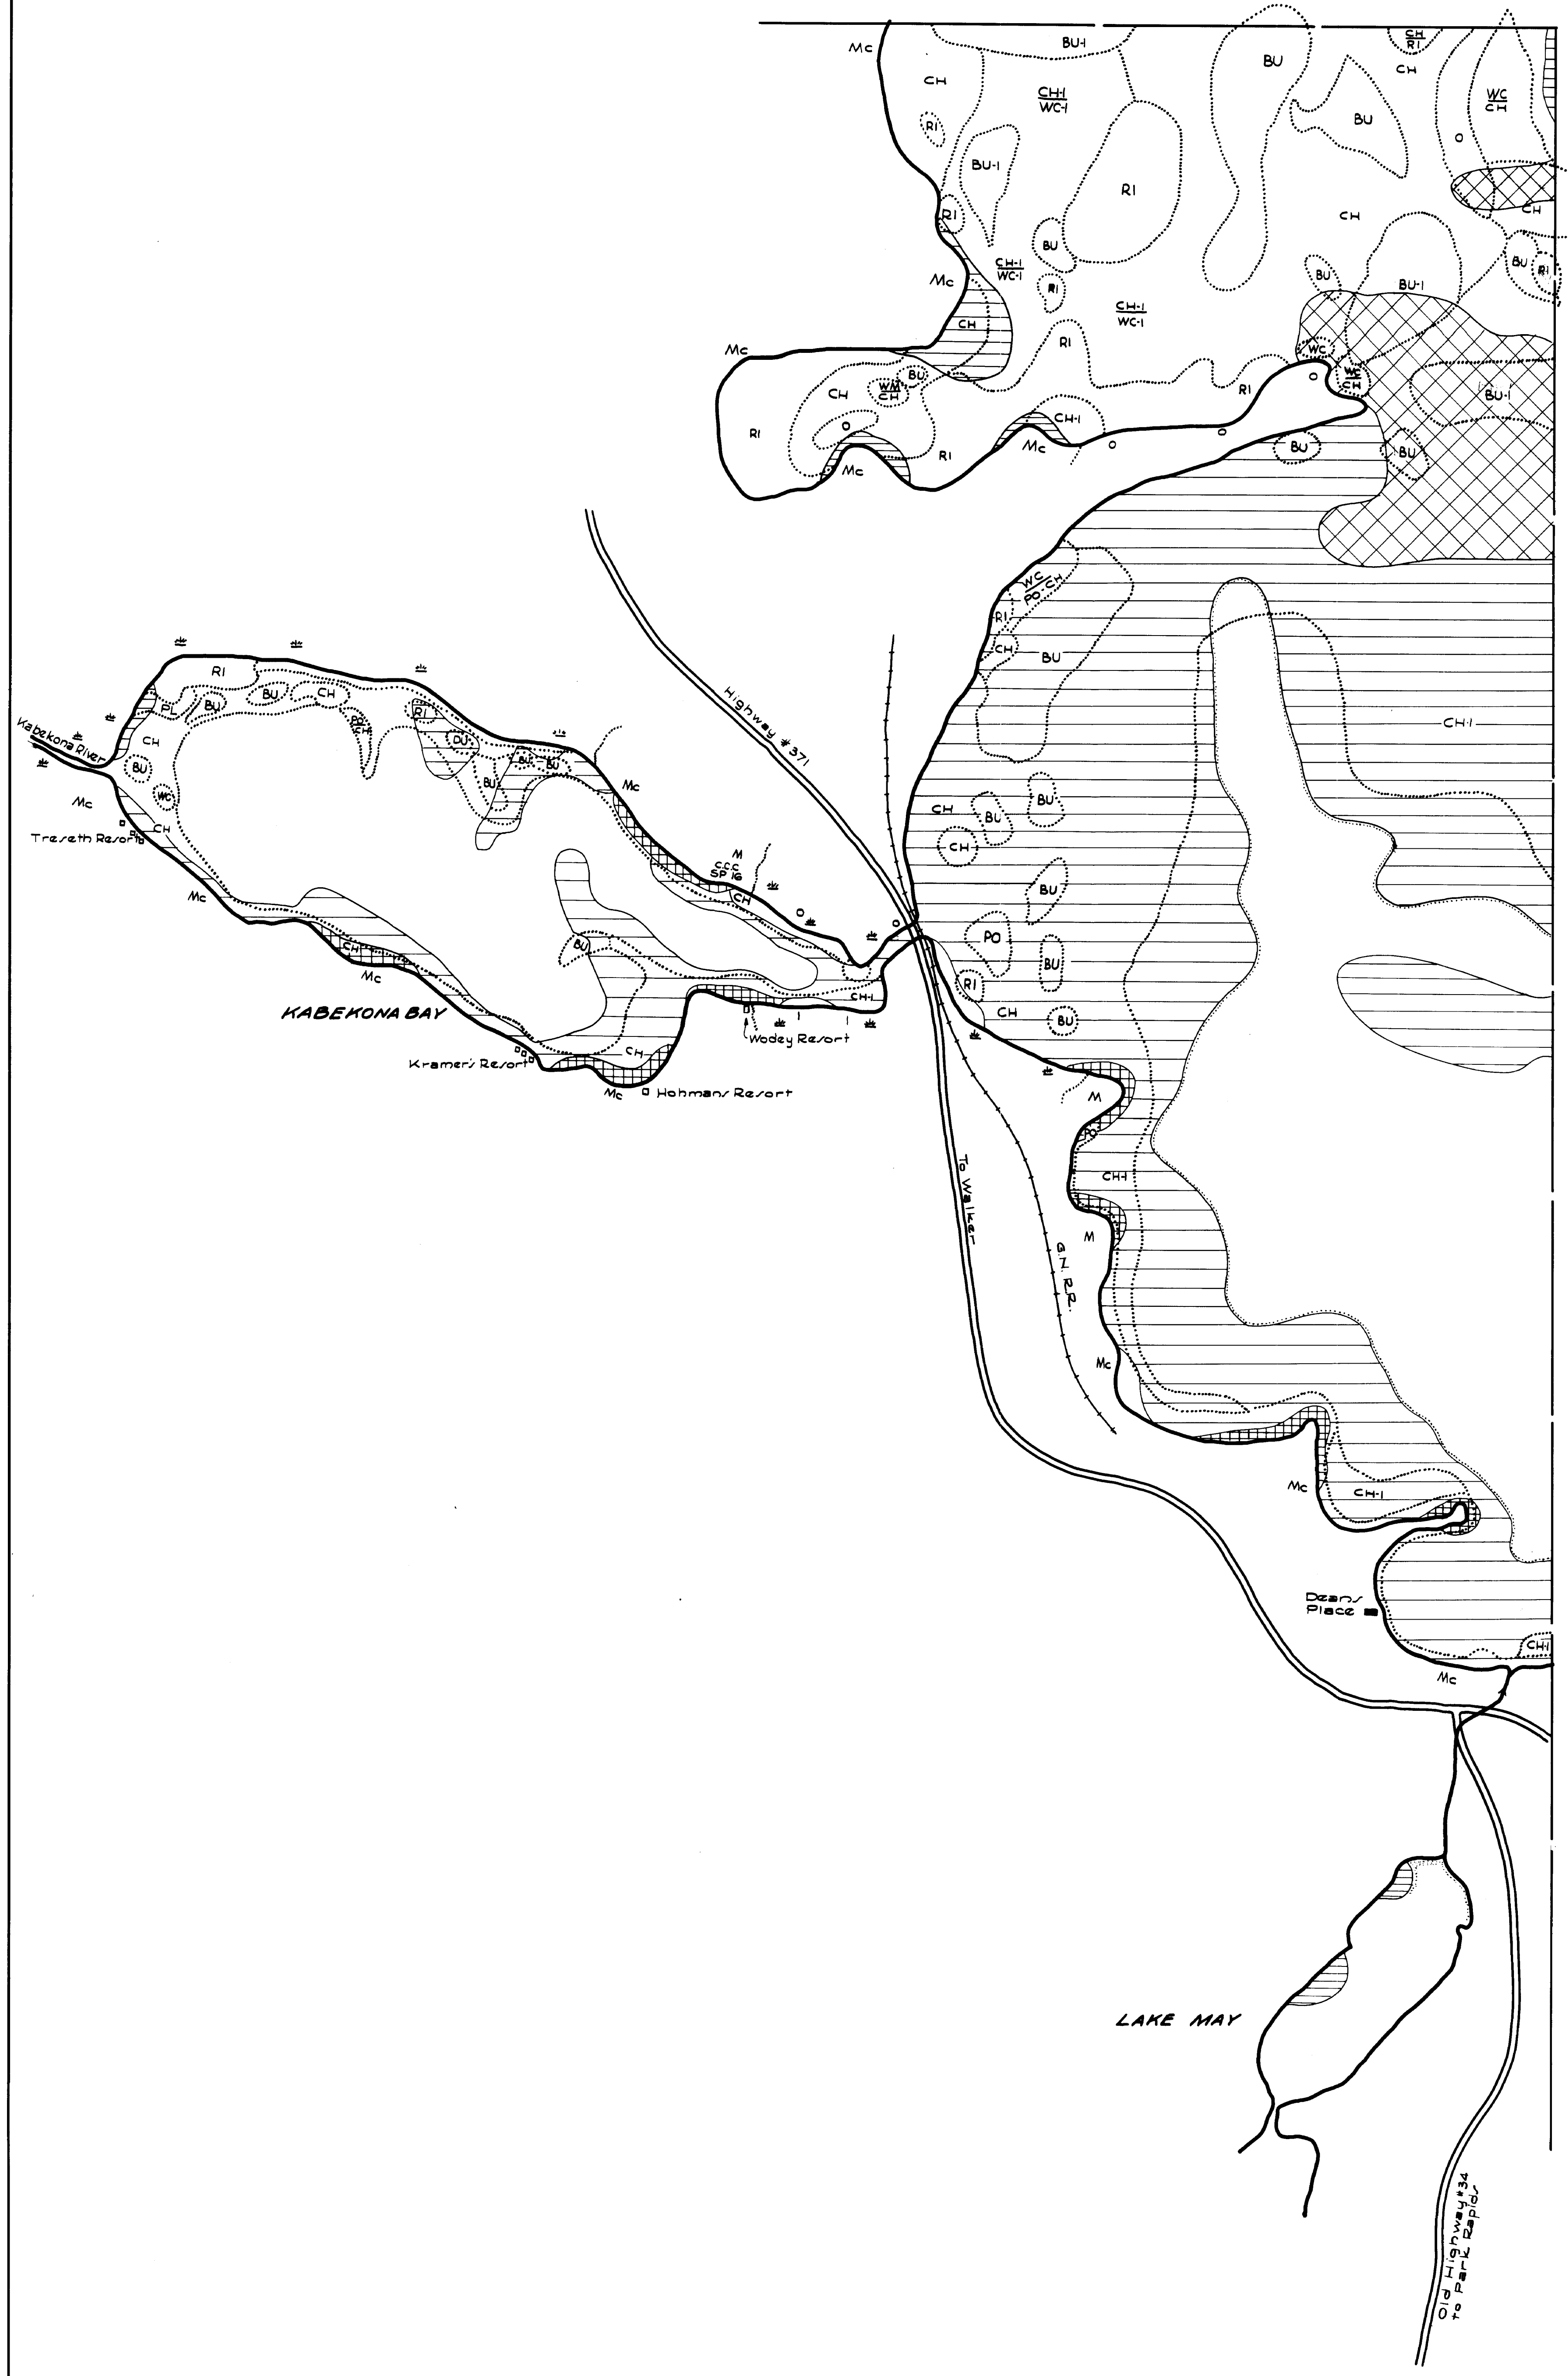 Mc
BU-1
BU
CH
RI
CH
CH
CH-1
WC-1
WC
CH
BU
RI
BU-1
RI
RI
CH
CH
BU
BU
BU
RI
CH-1
WC-1
Mc
RI
BU-1
CH-1
WC-1
CH
RI
Mc
WC
BU
WM
CH
CH
RI
WC
CH
BU-1
CH-1
RI
RI
Mc
Mc
BU
BU
WC
PO-CH
RI
CH
BU
RI
BU
CH
PL
BU
PO
CH
RI
Highway #371
CH-1
Kabekona River
CH
BU
BU
BU
BU
BU
WC
Mc
Mc
Treseth Resort
CH
CH
BU
BU
CH
M
C.C.C.
SP 16
CH
Mc
BU
PO
BU
CH
BU
Mc
RI
CH-1
CH
BU
KABEKONA BAY
Wodey Resort
CH
Kramer's Resort
Mc
Hohmans Resort
M
PO
To Walker
CH-1
M
G.N. R.R.
Mc
Mc
CH-1
Deans
Place
CH-1
Mc
LAKE MAY
Old Highway #34
to Park Rapids